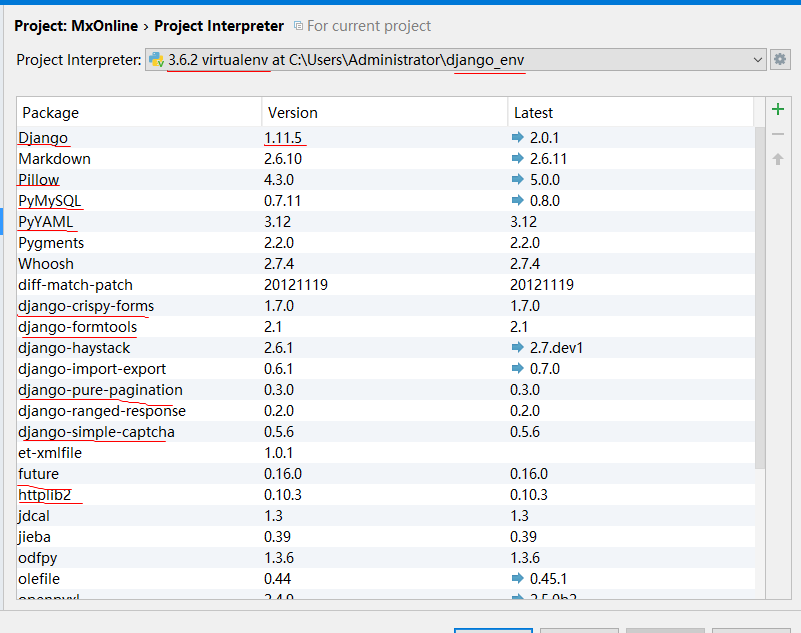 Project: MxOnline › Project Interpreter For current project
Project Interpreter: 3.6.2 virtualenv at C:\Users\Administrator\django_env
Package Version Latest
Django 1.11.5 2.0.1
Markdown 2.6.10 2.6.11
Pillow 4.3.0 5.0.0
PyMySQL 0.7.11 0.8.0
PyYAML 3.12 3.12
Pygments 2.2.0 2.2.0
Whoosh 2.7.4 2.7.4
diff-match-patch 20121119 20121119
django-crispy-forms 1.7.0 1.7.0
django-formtools 2.1 2.1
django-haystack 2.6.1 2.7.dev1
django-import-export 0.6.1 0.7.0
django-pure-pagination 0.3.0 0.3.0
django-ranged-response 0.2.0 0.2.0
django-simple-captcha 0.5.6 0.5.6
et-xmlfile 1.0.1
future 0.16.0 0.16.0
httplib2 0.10.3 0.10.3
jdcal 1.3 1.3
jieba 0.39 0.39
odfpy 1.3.6 1.3.6
olefile 0.44 0.45.1